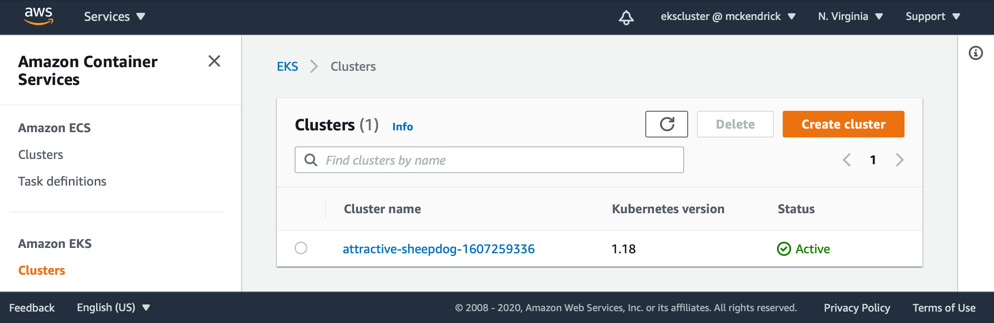 aws
Services
ekscluster @ mckendrick
N. Virginia
Support
Amazon Container
Services
Amazon ECS
Clusters
Task definitions
Amazon EKS
Clusters
EKS
Clusters
Clusters (1)
Info
Delete
Create cluster
Find clusters by name
1
Cluster name
Kubernetes version
Status
attractive-sheepdog-1607259336
1.18
Active
Feedback
English (US)
© 2008 - 2020, Amazon Web Services, Inc. or its affiliates. All rights reserved.
Privacy Policy
Terms of Use